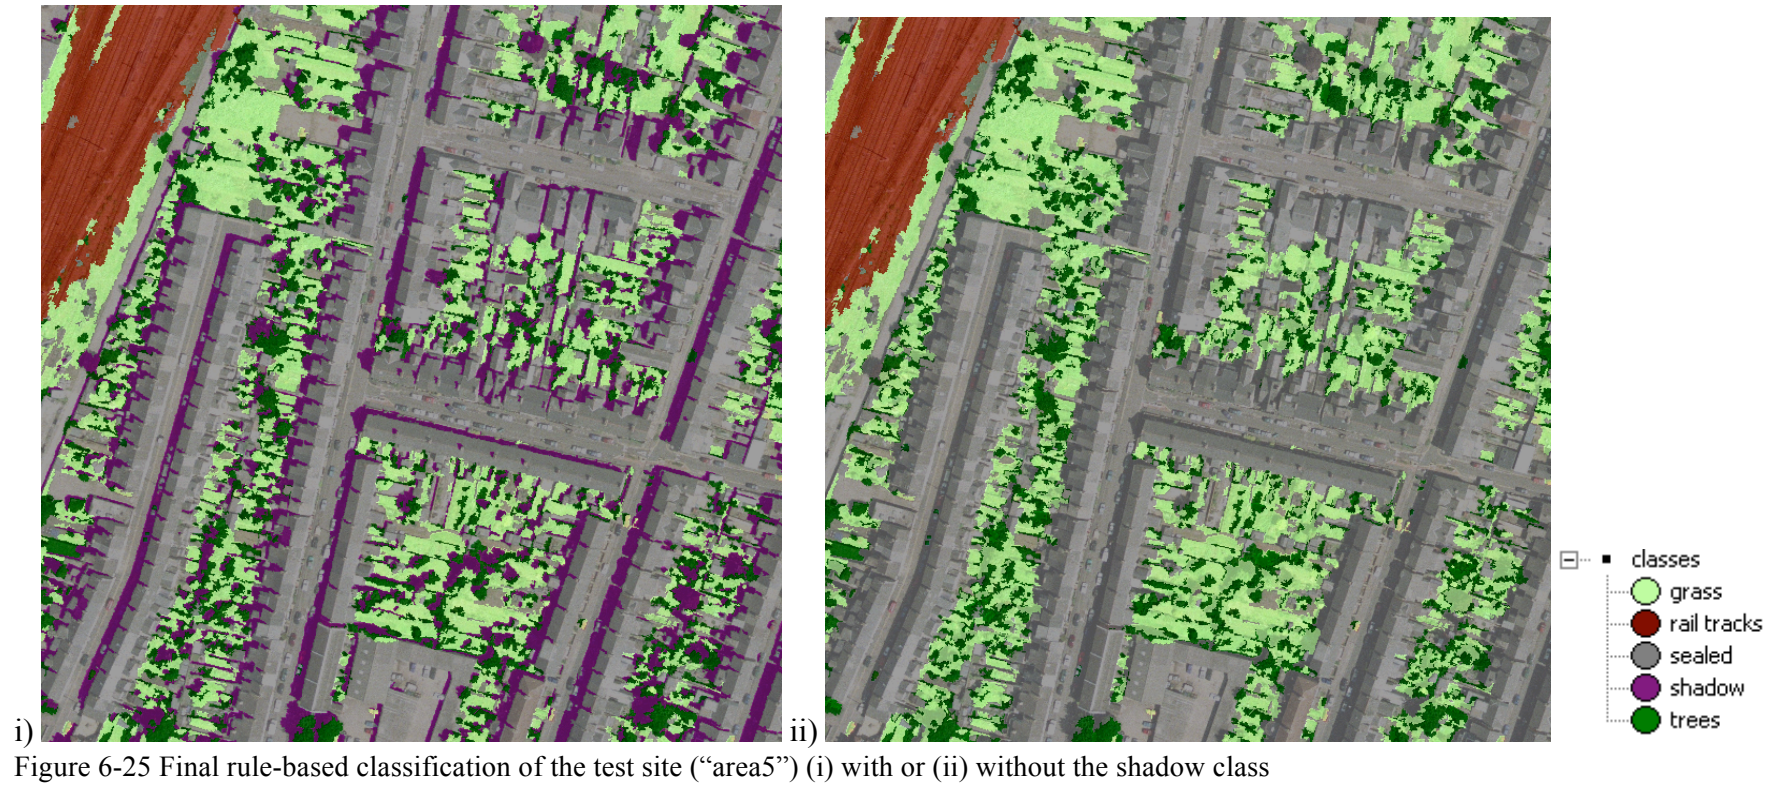 classes
grass
rail tracks
sealed
shadow
trees
i)
ii)
Figure 6-25 Final rule-based classification of the test site (“area5”) (i) with or (ii) without the shadow class